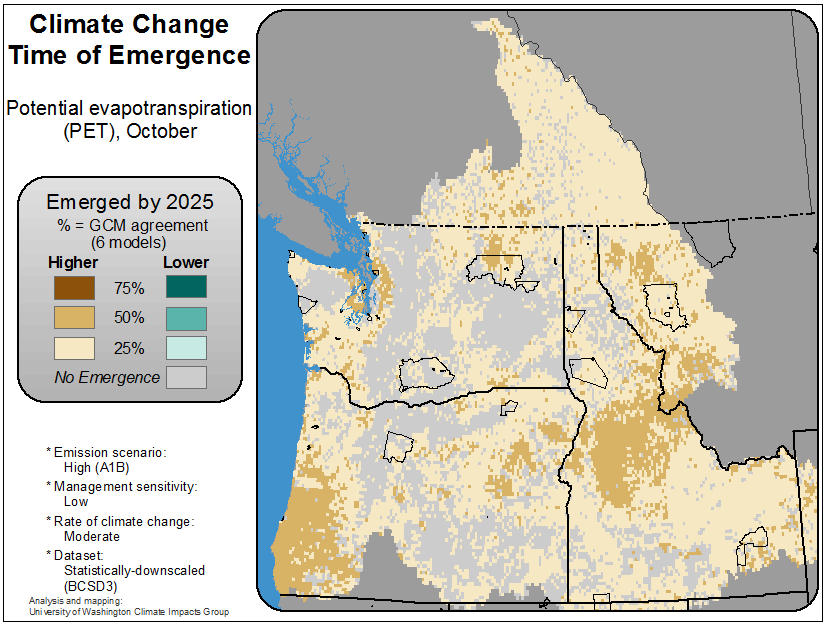 Climate Change
Time of Emergence
Potential evapotranspiration
(PET), October
Emerged by 2025
% = GCM agreement
(6 models)
Higher Lower
75%
50%
25%
No Emergence
* Emission scenario:
High (A1B)
* Management sensitivity:
Low
* Rate of climate change:
Moderate
* Dataset:
Statistically-downscaled
(BCSD3)
Analysis and mapping:
University of Washington Climate Impacts Group